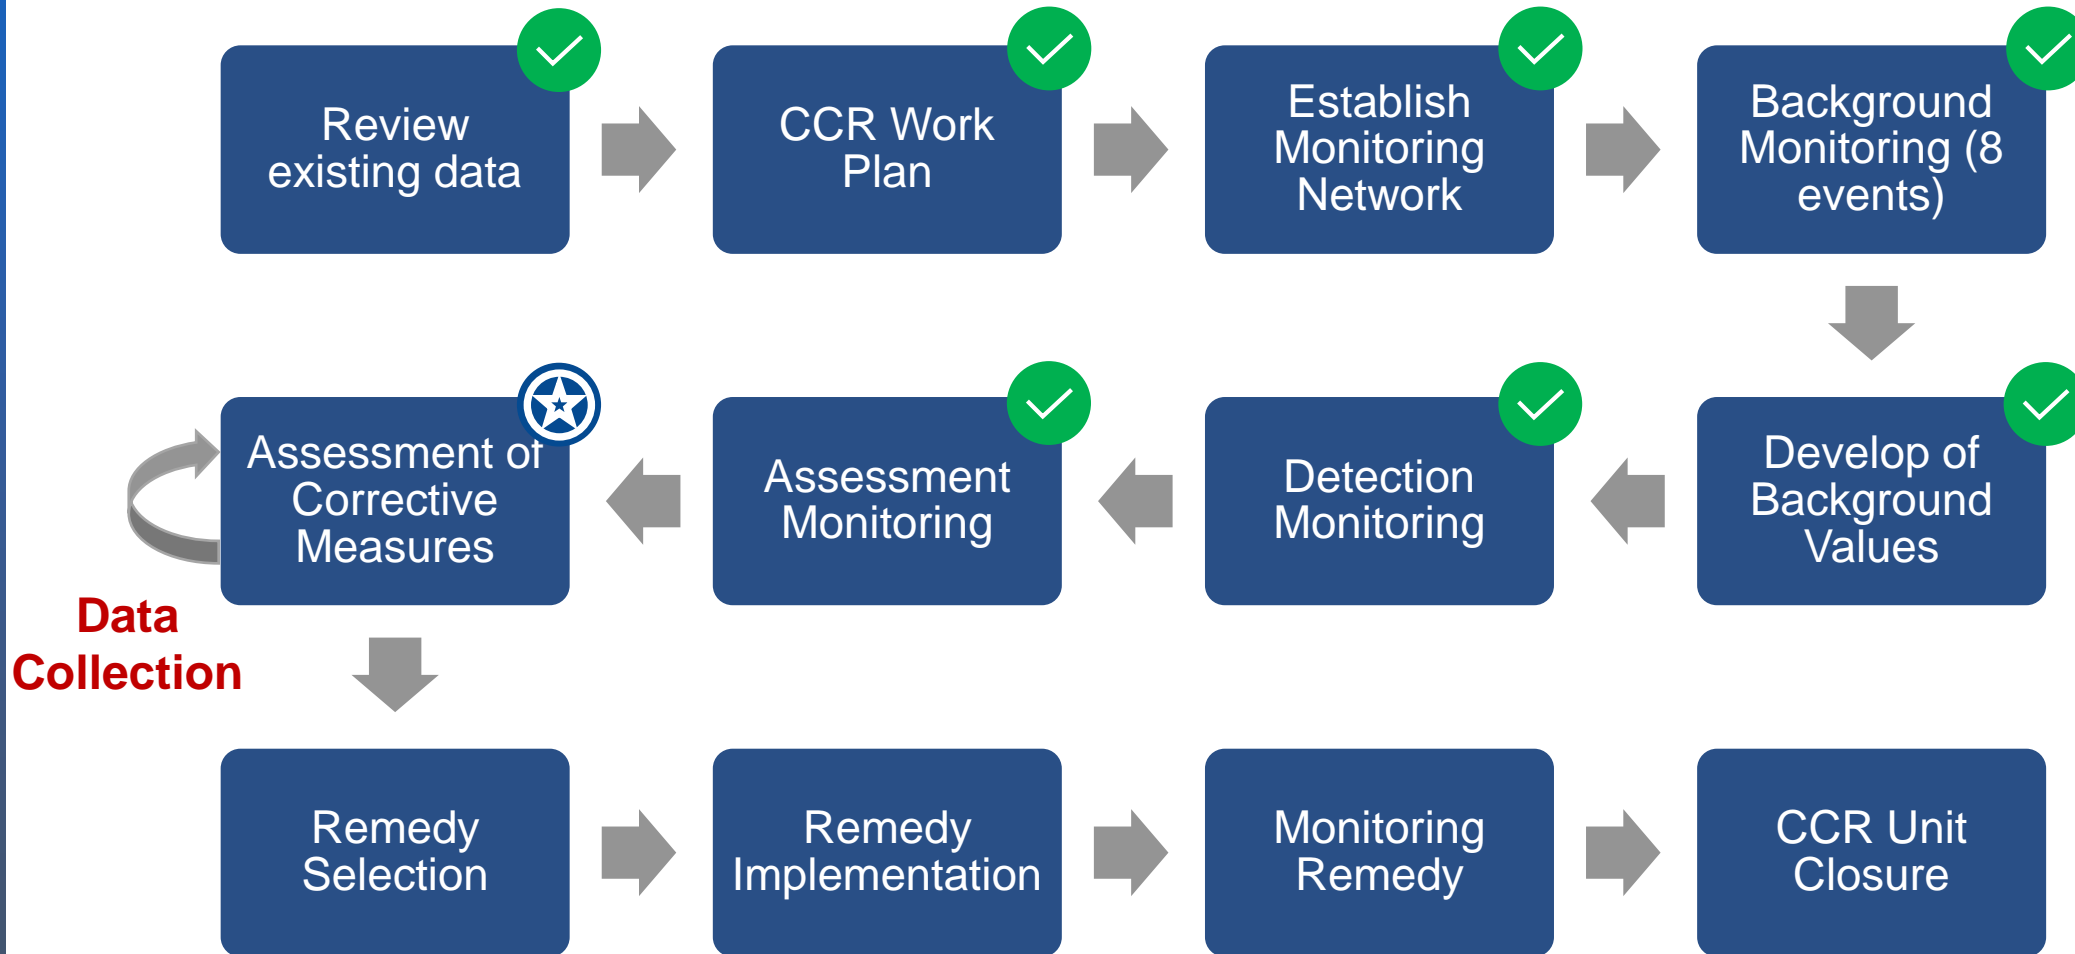 Review
existing data
CCR Work
Plan
Establish
Monitoring
Network
Background
Monitoring (8
events)
Develop of
Background
Values
Detection
Monitoring
Assessment
Monitoring
Assessment of
Corrective
Measures
Data
Collection
Remedy
Selection
Remedy
Implementation
Monitoring
Remedy
CCR Unit
Closure